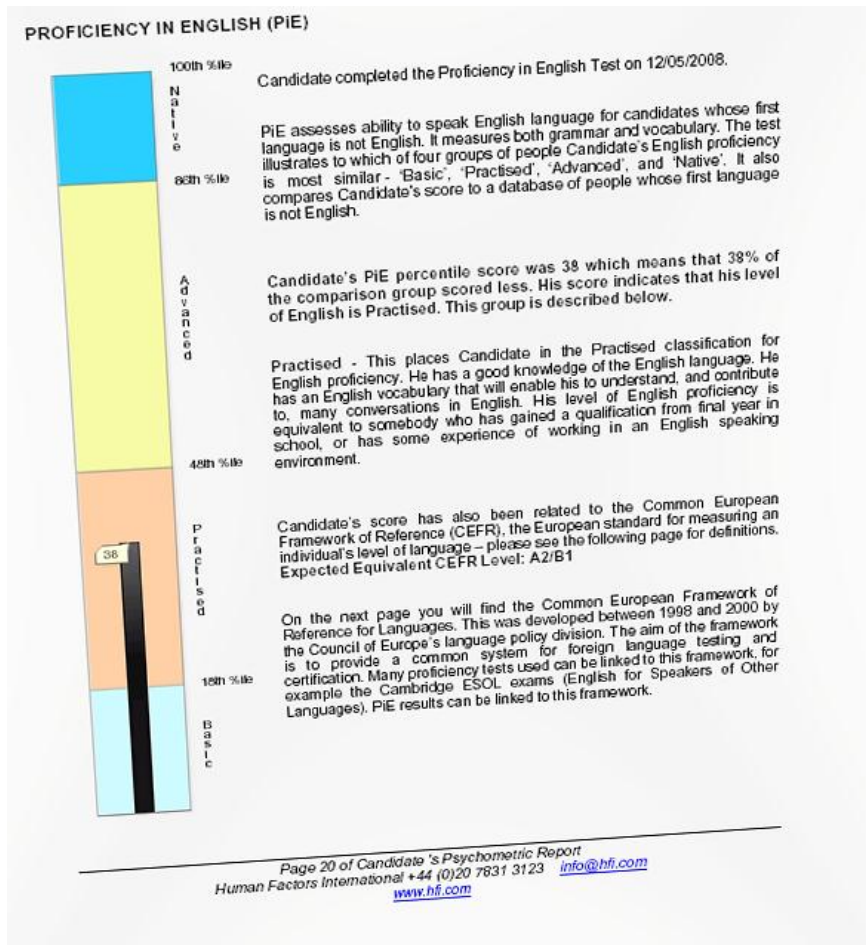 PROFICIENCY IN ENGLISH (PiE)
100th %ile
Native
86th %ile
Advanced
48th %ile
38
Practised
18th %ile
Basic
Candidate completed the Proficiency in English Test on 12/05/2008.
PiE assesses ability to speak English language for candidates whose first
language is not English. It measures both grammar and vocabulary. The test
illustrates to which of four groups of people Candidate's English proficiency
is most similar - 'Basic', 'Practised', 'Advanced', and 'Native'. It also
compares Candidate's score to a database of people whose first language
is not English.
Candidate's PiE percentile score was 38 which means that 38% of
the comparison group scored less. His score indicates that his level
of English is Practised. This group is described below.
Practised - This places Candidate in the Practised classification for
English proficiency. He has a good knowledge of the English language. He
has an English vocabulary that will enable his to understand, and contribute
to, many conversations in English. His level of English proficiency is
equivalent to somebody who has gained a qualification from final year in
school, or has some experience of working in an English speaking
environment.
Candidate's score has also been related to the Common European
Framework of Reference (CEFR), the European standard for measuring an
individual's level of language – please see the following page for definitions.
Expected Equivalent CEFR Level: A2/B1
On the next page you will find the Common European Framework of
Reference for Languages. This was developed between 1998 and 2000 by
the Council of Europe's language policy division. The aim of the framework
is to provide a common system for foreign language testing and
certification. Many proficiency tests used can be linked to this framework, for
example the Cambridge ESOL exams (English for Speakers of Other
Languages). PiE results can be linked to this framework.
Page 20 of Candidate 's Psychometric Report
Human Factors International +44 (0)20 7831 3123 info@hfi.com
www.hfi.com